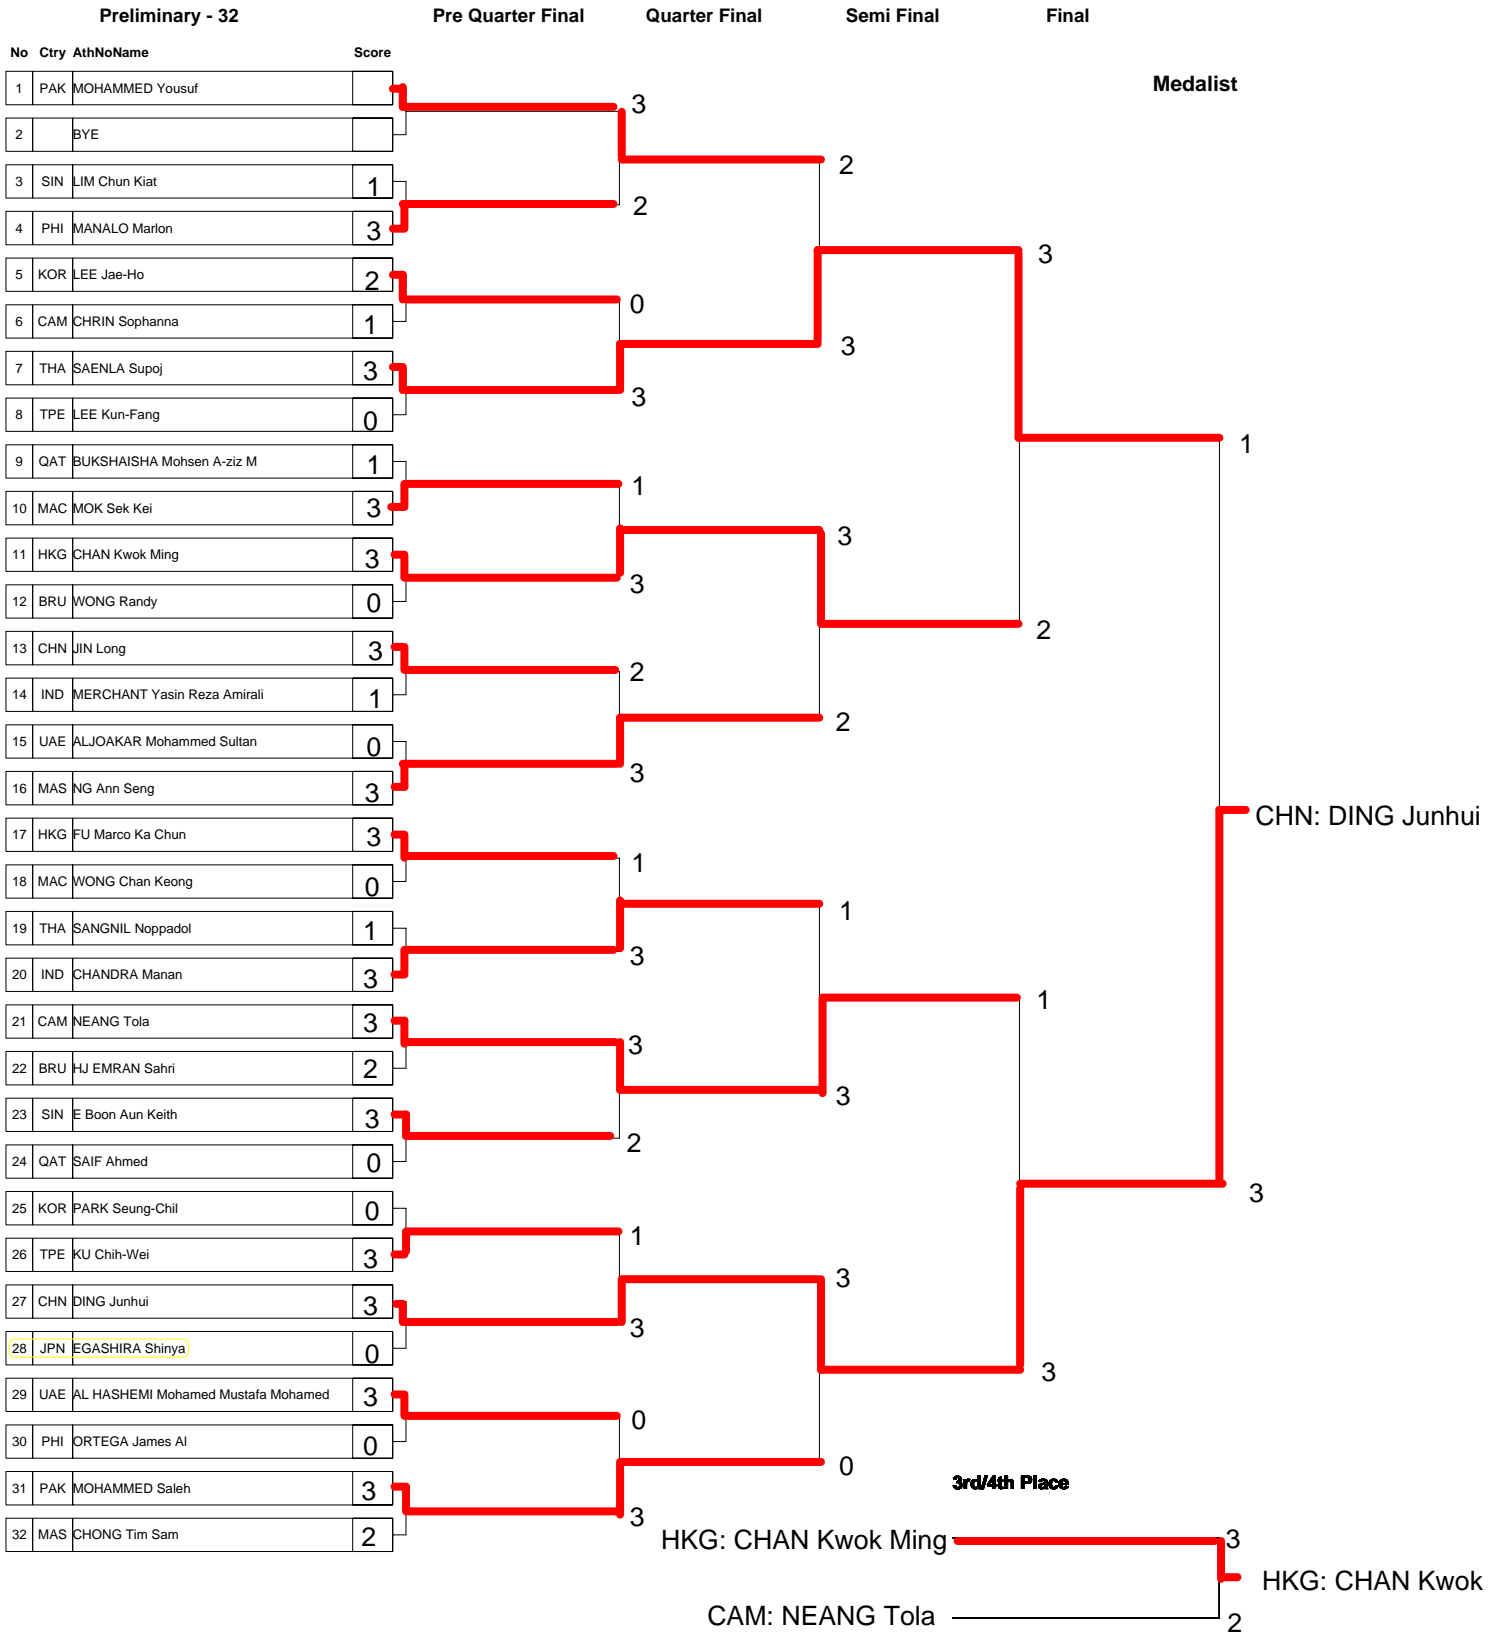 Preliminary - 32 Pre Quarter Final Quarter Final Semi Final Final
No Ctry AthNoName Score
Medalist
1 PAK MOHAMMED Yousuf
3
2 BYE
2
3 SIN LIM Chun Kiat 1
2
4 PHI MANALO Marlon 3
3
5 KOR LEE Jae-Ho 2
0
6 CAM CHRIN Sophanna 1
3
7 THA SAENLA Supoj 3
3
8 TPE LEE Kun-Fang 0
1
9 QAT BUKSHAISHA Mohsen A-ziz M 1
1
10 MAC MOK Sek Kei 3
3
11 HKG CHAN Kwok Ming 3
3
12 BRU WONG Randy 0
2
13 CHN JIN Long 3
2
14 IND MERCHANT Yasin Reza Amirali 1
2
15 UAE ALJOAKAR Mohammed Sultan 0
3
16 MAS NG Ann Seng 3
CHN: DING Junhui
17 HKG FU Marco Ka Chun 3
1
18 MAC WONG Chan Keong 0
1
19 THA SANGNIL Noppadol 1
3
20 IND CHANDRA Manan 3
1
21 CAM NEANG Tola 3
3
22 BRU HJ EMRAN Sahri 2
3
23 SIN E Boon Aun Keith 3
2
24 QAT SAIF Ahmed 0
3
25 KOR PARK Seung-Chil 0
1
26 TPE KU Chih-Wei 3
3
27 CHN DING Junhui 3
3
28 JPN EGASHIRA Shinya 0
3
29 UAE AL HASHEMI Mohamed Mustafa Mohamed 3
0
30 PHI ORTEGA James Al 0
0
3rd/4th Place
31 PAK MOHAMMED Saleh 3
3
32 MAS CHONG Tim Sam 2
HKG: CHAN Kwok Ming 3
HKG: CHAN Kwok
CAM: NEANG Tola 2